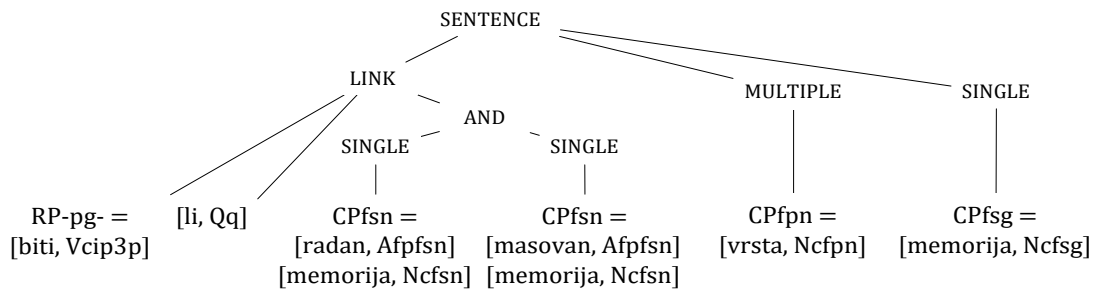 SENTENCE
LINK
MULTIPLE
SINGLE
AND
SINGLE
SINGLE
RP-pg- =
[biti, Vcip3p]
[li, Qq]
CPfsn =
[radan, Afpfsn]
[memorija, Ncfsn]
CPfsn =
[masovan, Afpfsn]
[memorija, Ncfsn]
CPfpn =
[vrsta, Ncfpn]
CPfsg =
[memorija, Ncfsg]